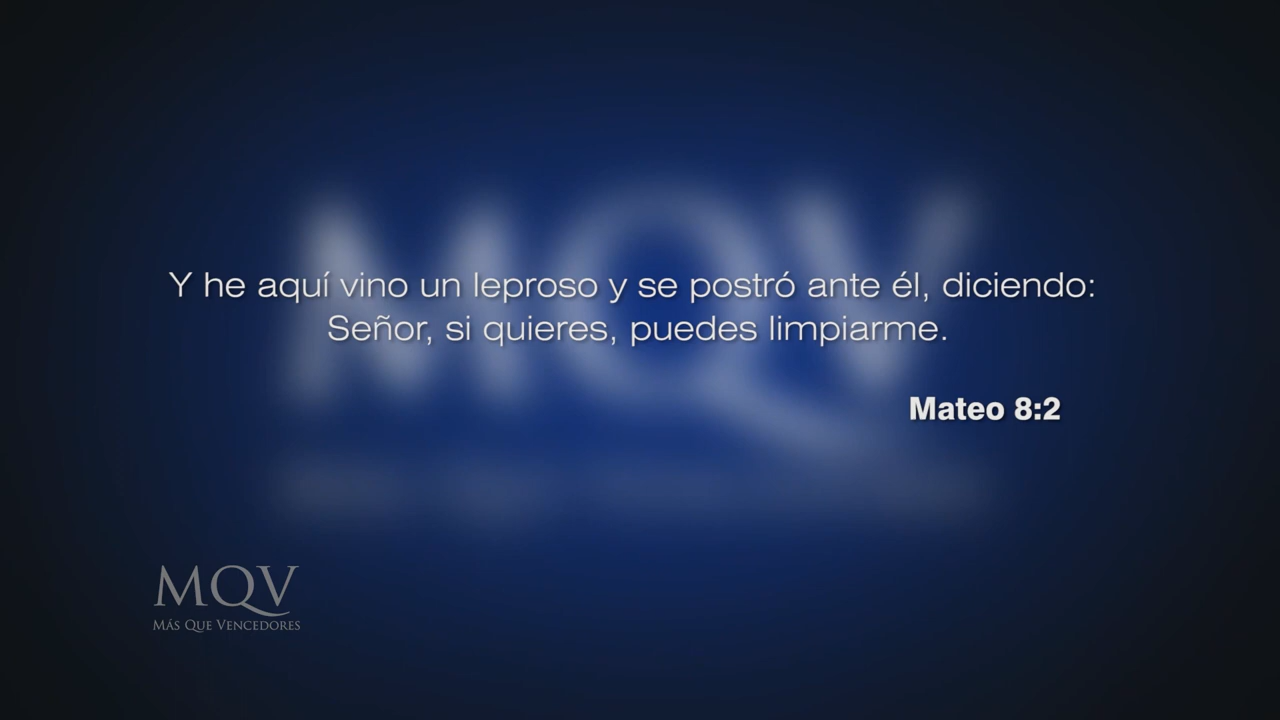 Y he aquí vino un leproso y se postró ante él, diciendo:
Señor, si quieres, puedes limpiarme.
Mateo 8:2
MQV
MQV
MÁS QUE VENCEDORES